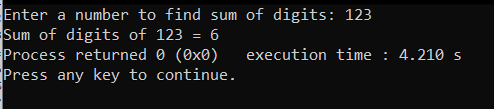 Enter a number to find sum of digits: 123
Sum of digits of 123 = 6
Process returned 0 (0x0)   execution time : 4.210 s
Press any key to continue.